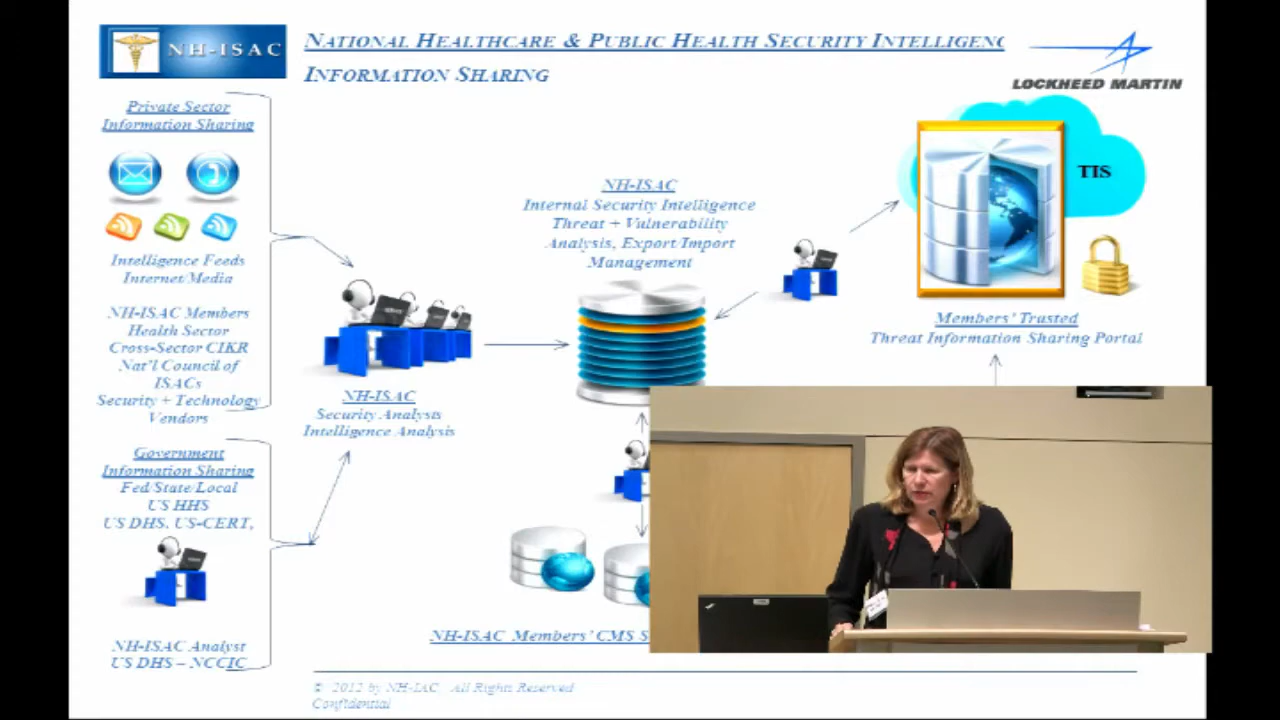 NH-ISAC
NATIONAL HEALTHCARE & PUBLIC HEALTH SECURITY INTELLIGENC
INFORMATION SHARING
LOCKHEED MARTIN
Private Sector
Information Sharing
Intelligence Feeds
Internet/Media
NH-ISAC Members
Health Sector
Cross-Sector CIKR
Nat'l Council of
ISACs
Security + Technology
Vendors
Government
Information Sharing
Fed/State/Local
US HHS
US DHS, US-CERT,
NH-ISAC Analyst
US DHS – NCCIC
NH-ISAC
Security Analysts
Intelligence Analysis
NH-ISAC
Internal Security Intelligence
Threat + Vulnerability
Analysis, Export/Import
Management
TIS
Members' Trusted
Threat Information Sharing Portal
NH-ISAC Members' CMS S
© 2012 by NH-IAC. All Rights Reserved
Confidential